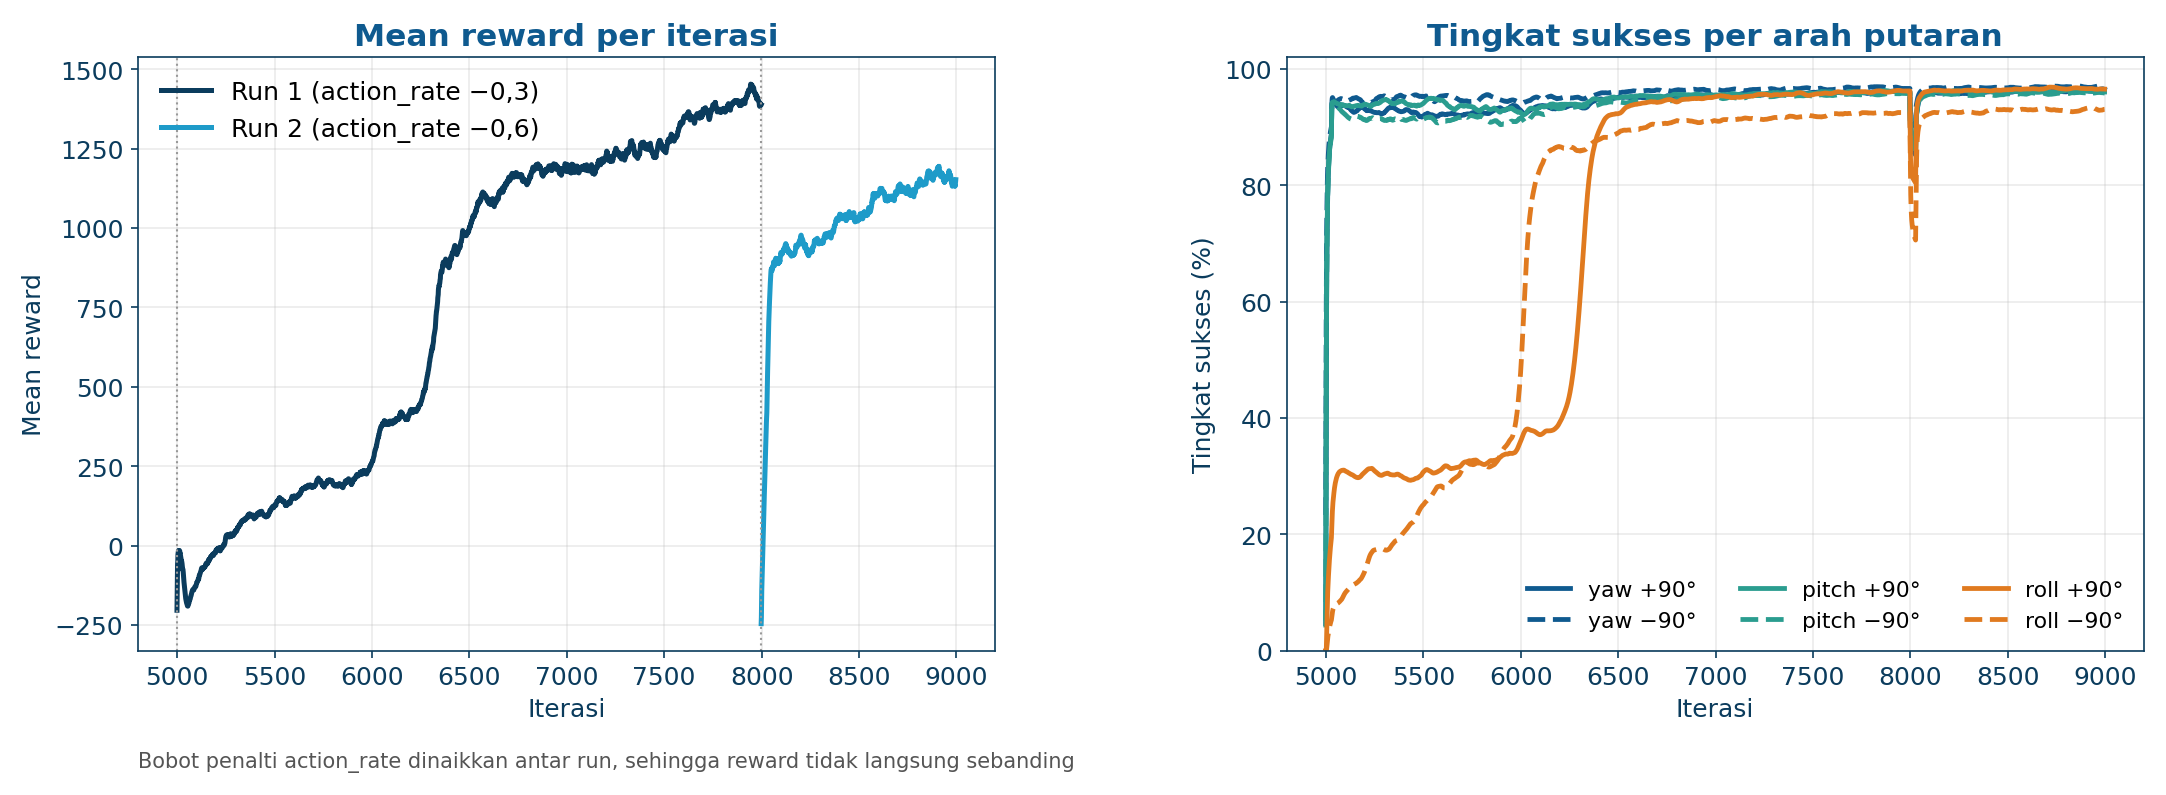 Mean reward per iterasi
Mean reward
1500
1250
1000
750
500
250
0
−250
Run 1 (action_rate −0,3)
Run 2 (action_rate −0,6)
5000 5500 6000 6500 7000 7500 8000 8500 9000
Iterasi
Bobot penalti action_rate dinaikkan antar run, sehingga reward tidak langsung sebanding
Tingkat sukses per arah putaran
Tingkat sukses (%)
100
80
60
40
20
0
yaw +90° pitch +90° roll +90°
yaw −90° pitch −90° roll −90°
5000 5500 6000 6500 7000 7500 8000 8500 9000
Iterasi